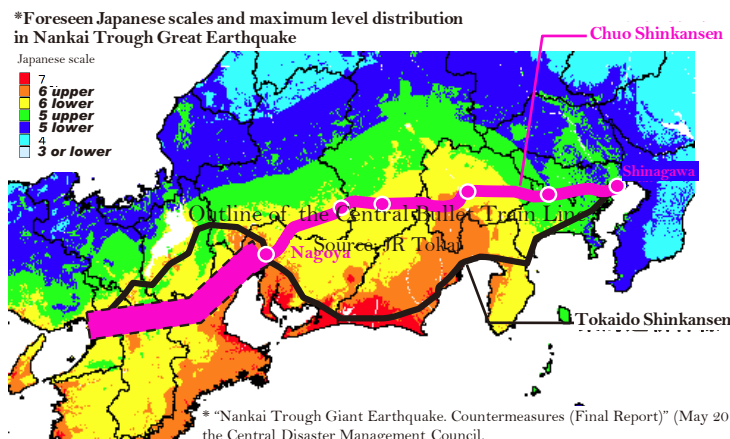 *Foreseen Japanese scales and maximum level distribution
in Nankai Trough Great Earthquake
Chuo Shinkansen
Japanese scale
7
6 upper
6 lower
5 upper
5 lower
4
3 or lower
Shinagawa
Outline of the Central Bullet Train Lin
Source: JR Tokai
Nagoya
Tokaido Shinkansen
* “Nankai Trough Giant Earthquake. Countermeasures (Final Report)” (May 20
the Central Disaster Management Council.